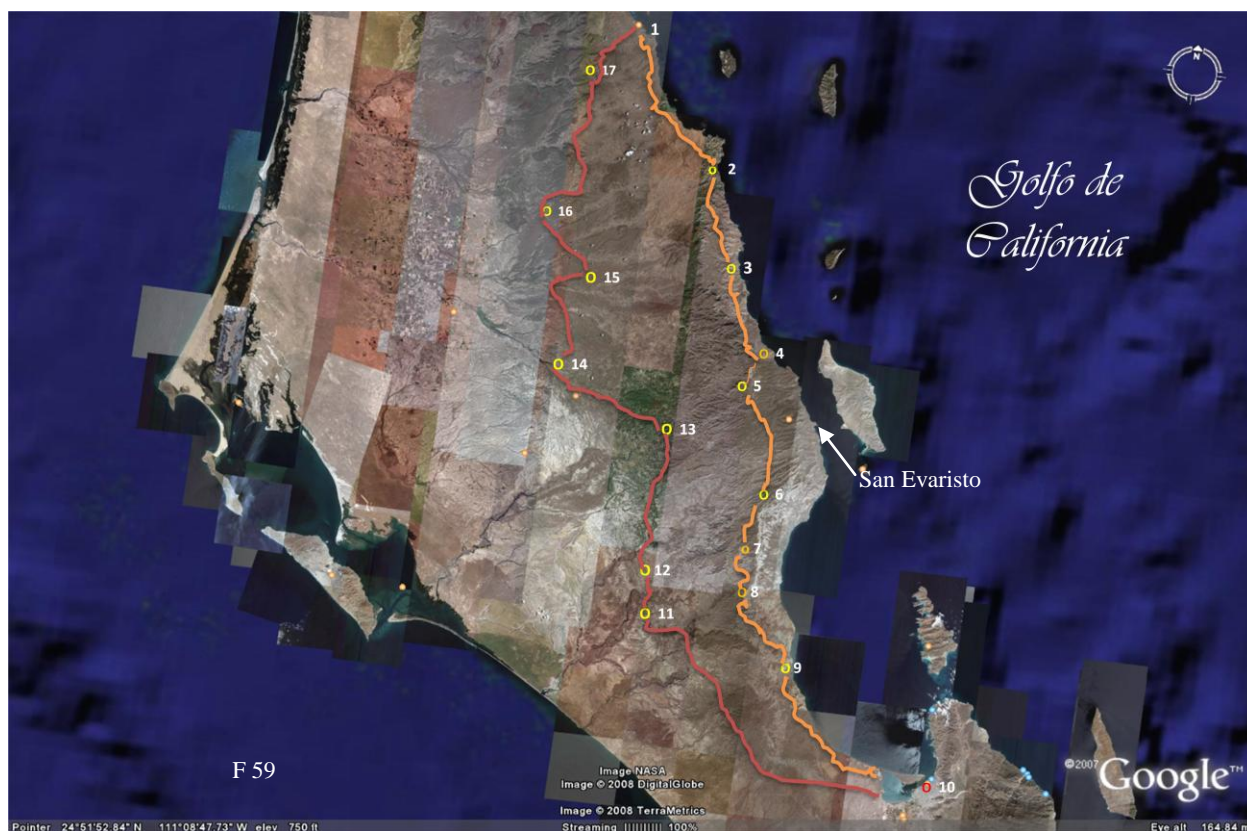 1
N
17
2
Golfo de
California
16
3
15
4
14
5
13
San Evaristo
6
7
12
8
11
9
F 59
Image NASA
Image © 2008 DigitalGlobe
Image © 2008 TerraMetrics
10
©2007 Google™
Pointer 24°51'52.84" N 111°08'47.73" W elev 750 ft Streaming |||||||||| 100% Eye alt 164.84 m